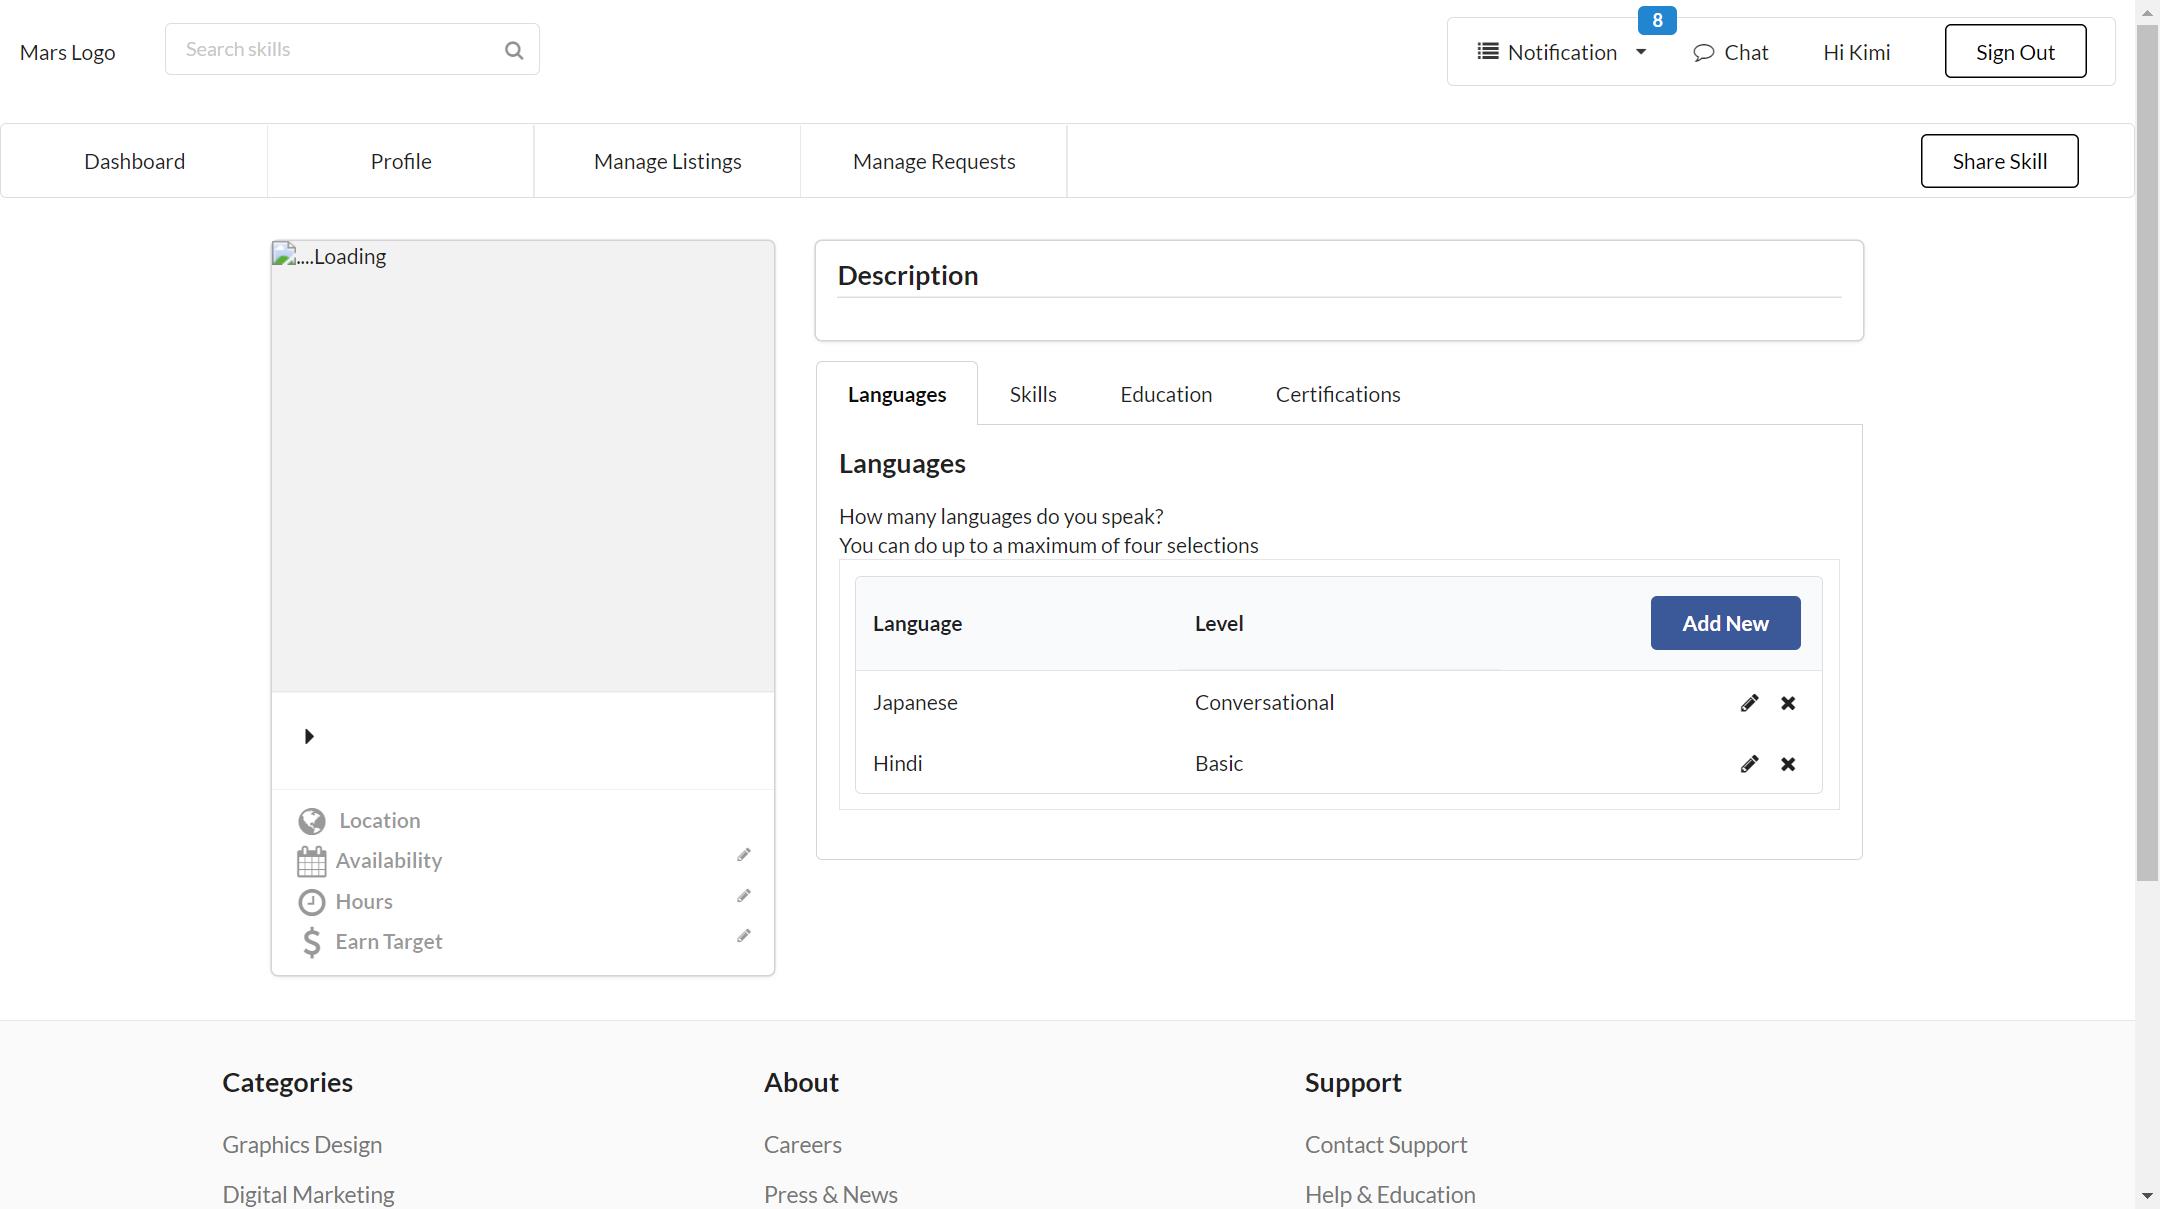 Mars Logo
Search skills
8
Notification
Chat
Hi Kimi
Sign Out
Dashboard
Profile
Manage Listings
Manage Requests
Share Skill
....Loading
Location
Availability
Hours
Earn Target
Description
Languages
Skills
Education
Certifications
Languages
How many languages do you speak?
You can do up to a maximum of four selections
Language
Level
Add New
Japanese
Conversational
Hindi
Basic
Categories
Graphics Design
Digital Marketing
About
Careers
Press & News
Support
Contact Support
Help & Education